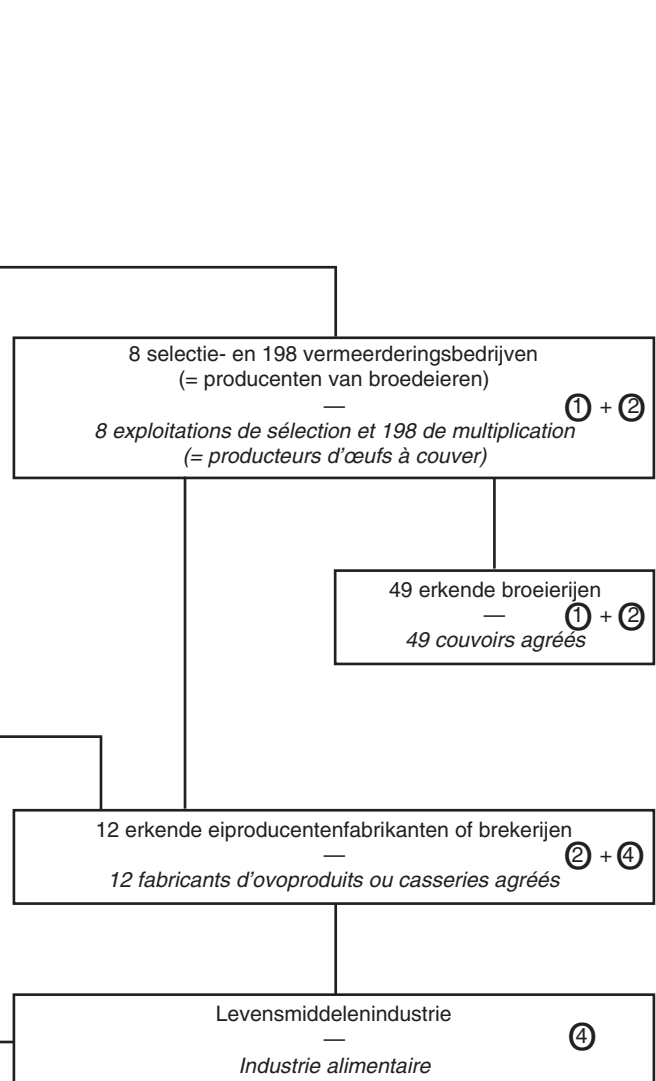 8 selectie- en 198 vermeerderingsbedrijven
(= producenten van broedeieren)
—
① + ②
8 exploitations de sélection et 198 de multiplication
(= producteurs d'œufs à couver)
49 erkende broeierijen
—
① + ②
49 couvoirs agréés
12 erkende eiproducentenfabrikanten of brekerijen
—
② + ④
12 fabricants d'ovoproduits ou casseries agréés
Levensmiddelenindustrie
—
④
Industrie alimentaire